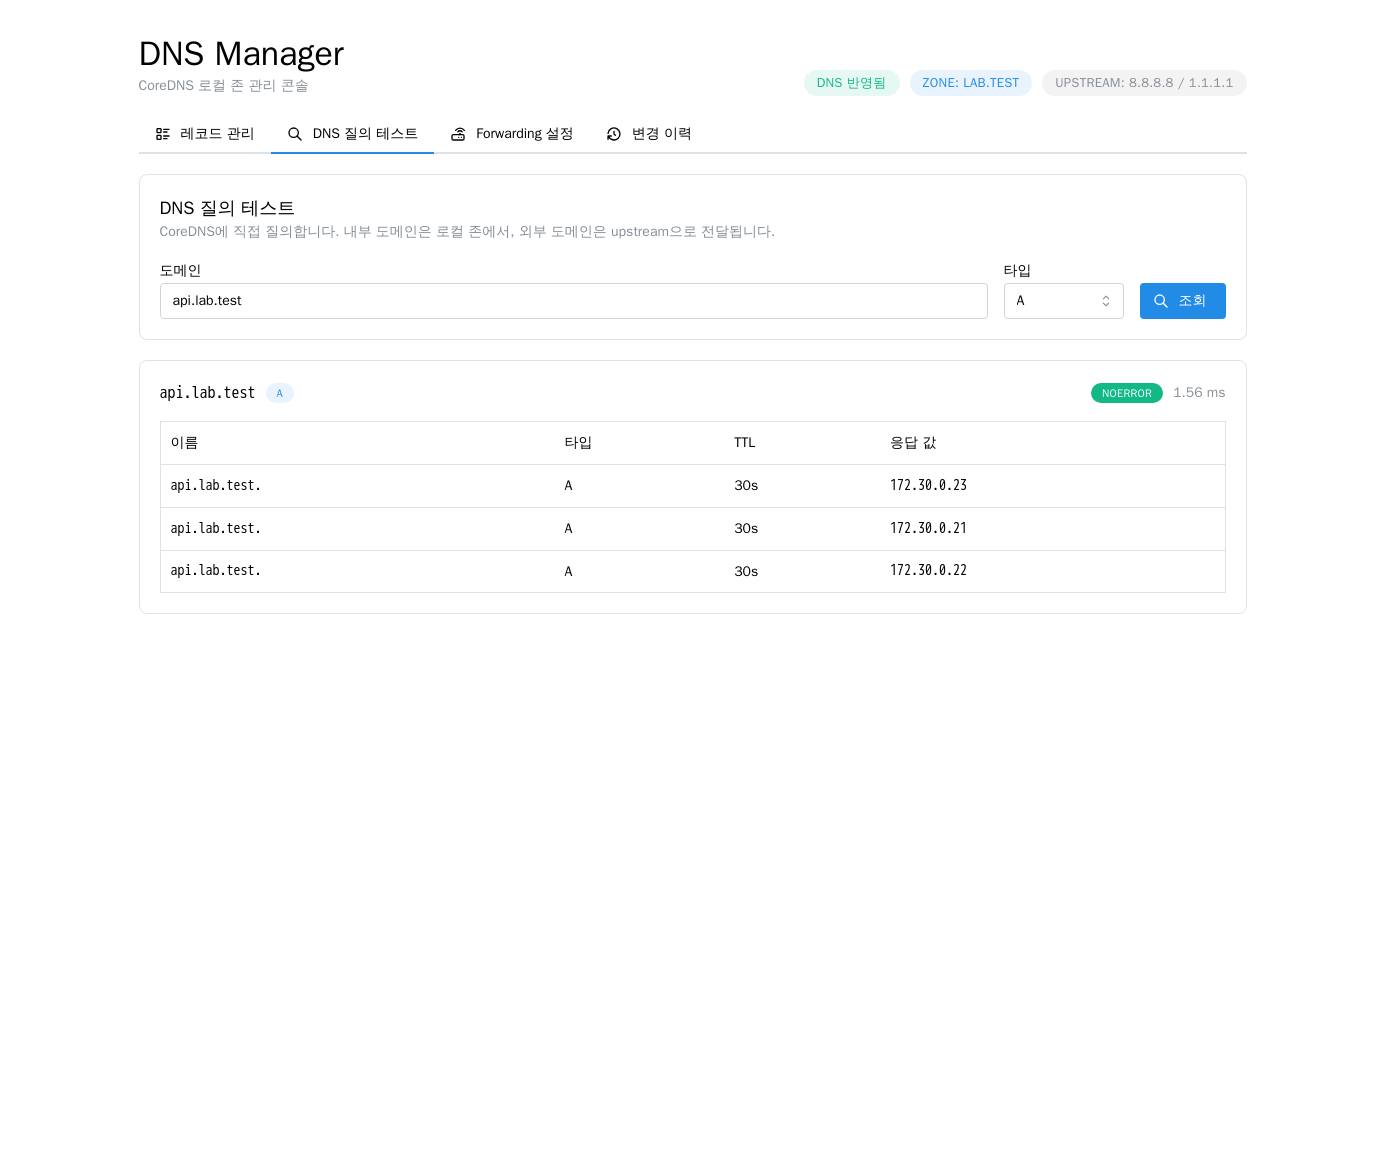 DNS Manager
CoreDNS 로컬 존 관리 콘솔
DNS 반영됨 ZONE: LAB.TEST UPSTREAM: 8.8.8.8 / 1.1.1.1
레코드 관리 DNS 질의 테스트 Forwarding 설정 변경 이력
DNS 질의 테스트
CoreDNS에 직접 질의합니다. 내부 도메인은 로컬 존에서, 외부 도메인은 upstream으로 전달됩니다.
도메인 타입
api.lab.test A 조회
api.lab.test A NOERROR 1.56 ms
이름 타입 TTL 응답 값
api.lab.test. A 30s 172.30.0.23
api.lab.test. A 30s 172.30.0.21
api.lab.test. A 30s 172.30.0.22